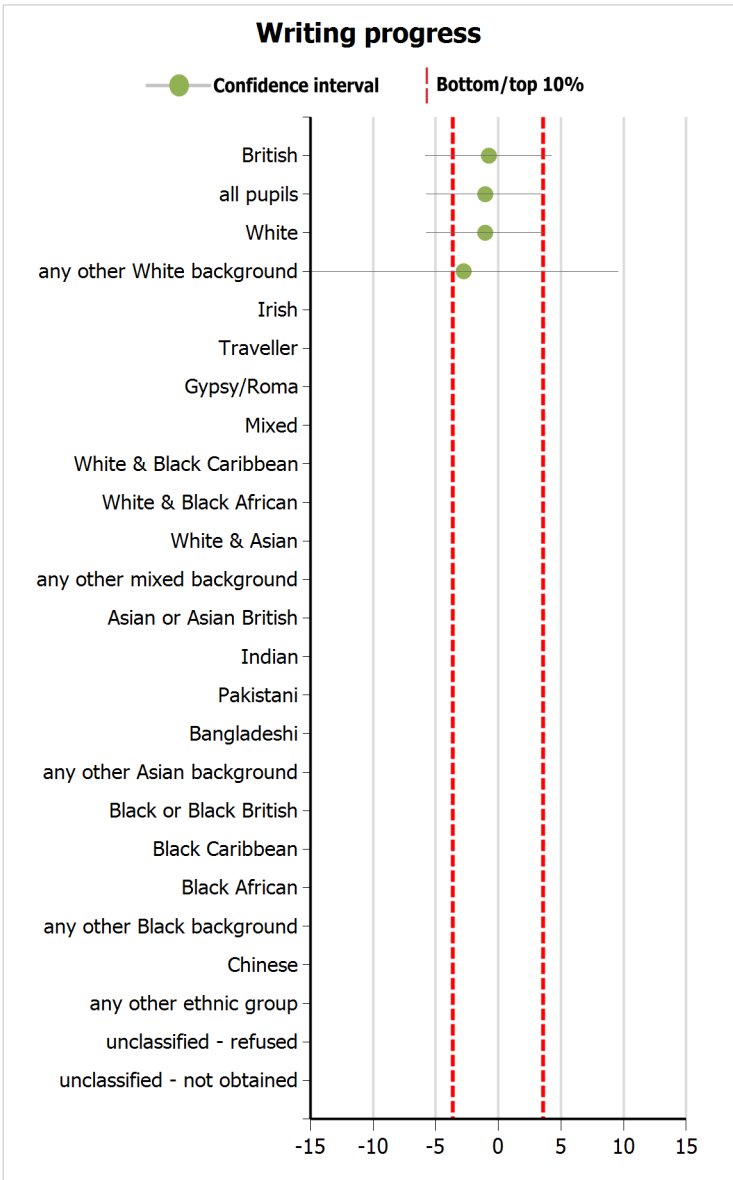 Writing progress
Confidence interval Bottom/top 10%
British
all pupils
White
any other White background
Irish
Traveller
Gypsy/Roma
Mixed
White & Black Caribbean
White & Black African
White & Asian
any other mixed background
Asian or Asian British
Indian
Pakistani
Bangladeshi
any other Asian background
Black or Black British
Black Caribbean
Black African
any other Black background
Chinese
any other ethnic group
unclassified - refused
unclassified - not obtained
-15 -10 -5 0 5 10 15